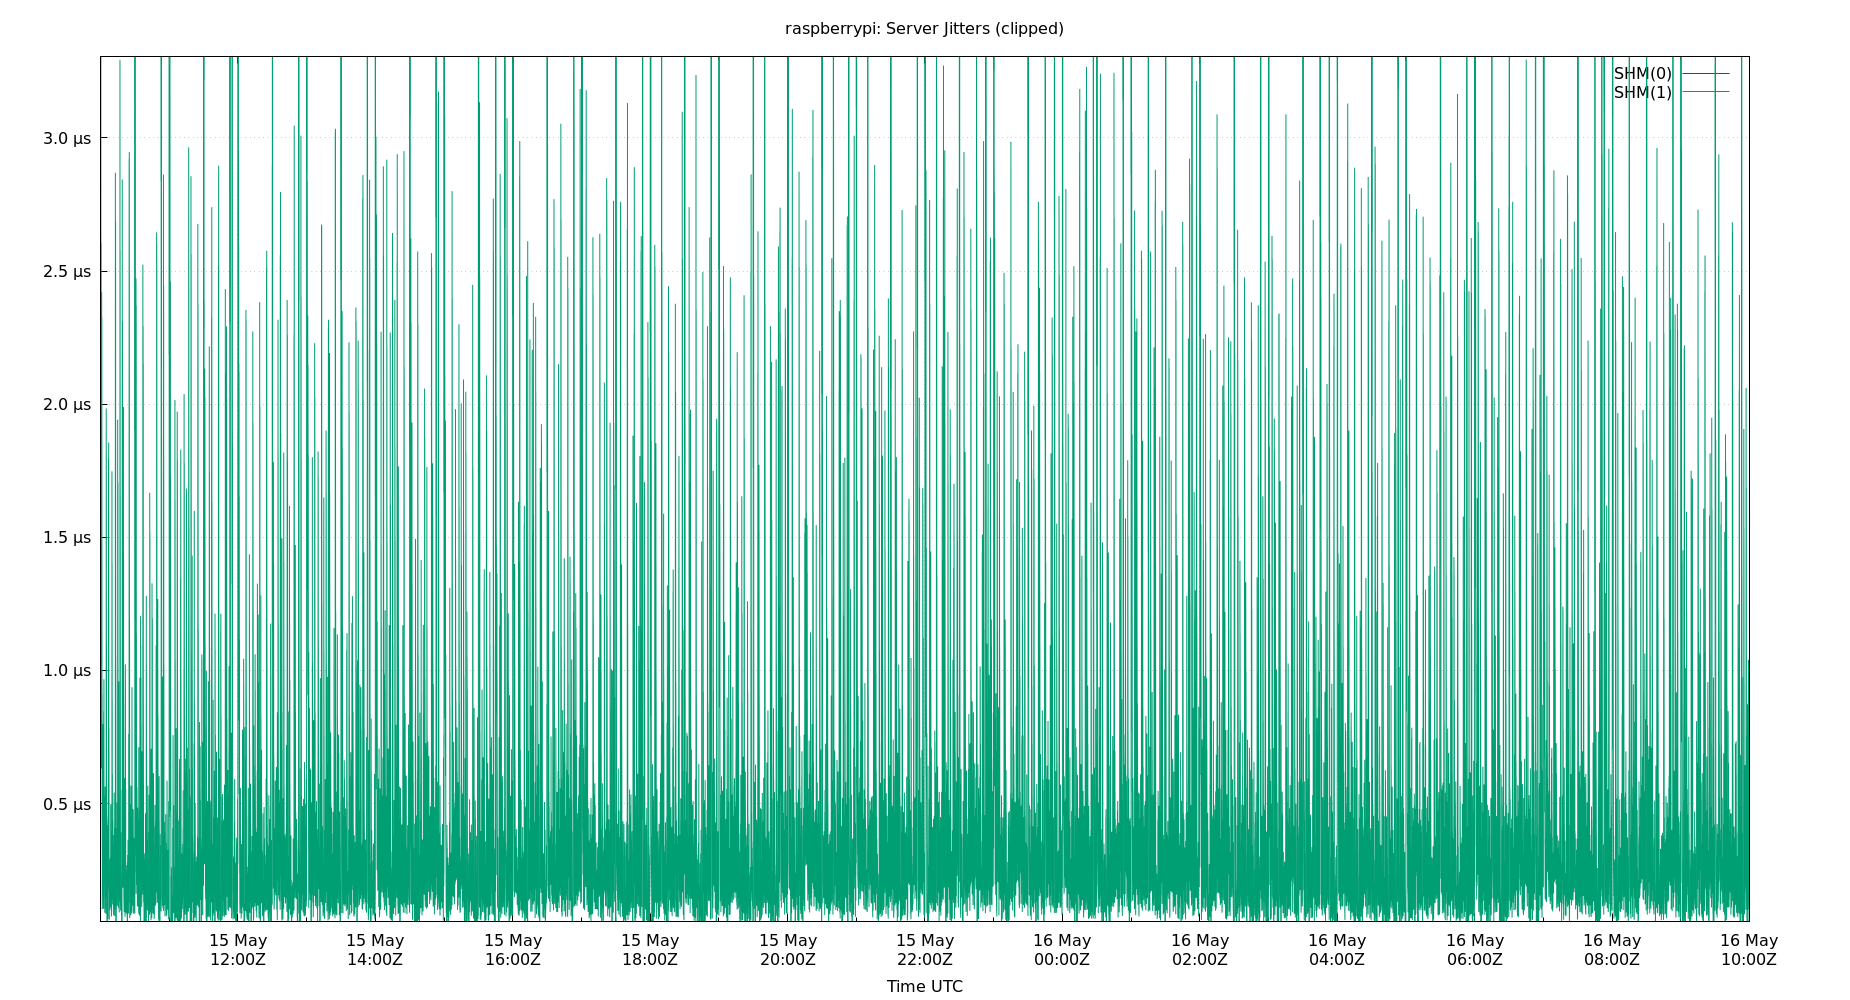 raspberrypi: Server Jitters (clipped)
SHM(0)
SHM(1)
3.0 µs
2.5 µs
2.0 µs
1.5 µs
1.0 µs
0.5 µs
15 May 15 May 15 May 15 May 15 May 15 May 16 May 16 May 16 May 16 May 16 May 16 May
12:00Z 14:00Z 16:00Z 18:00Z 20:00Z 22:00Z 00:00Z 02:00Z 04:00Z 06:00Z 08:00Z 10:00Z
Time UTC